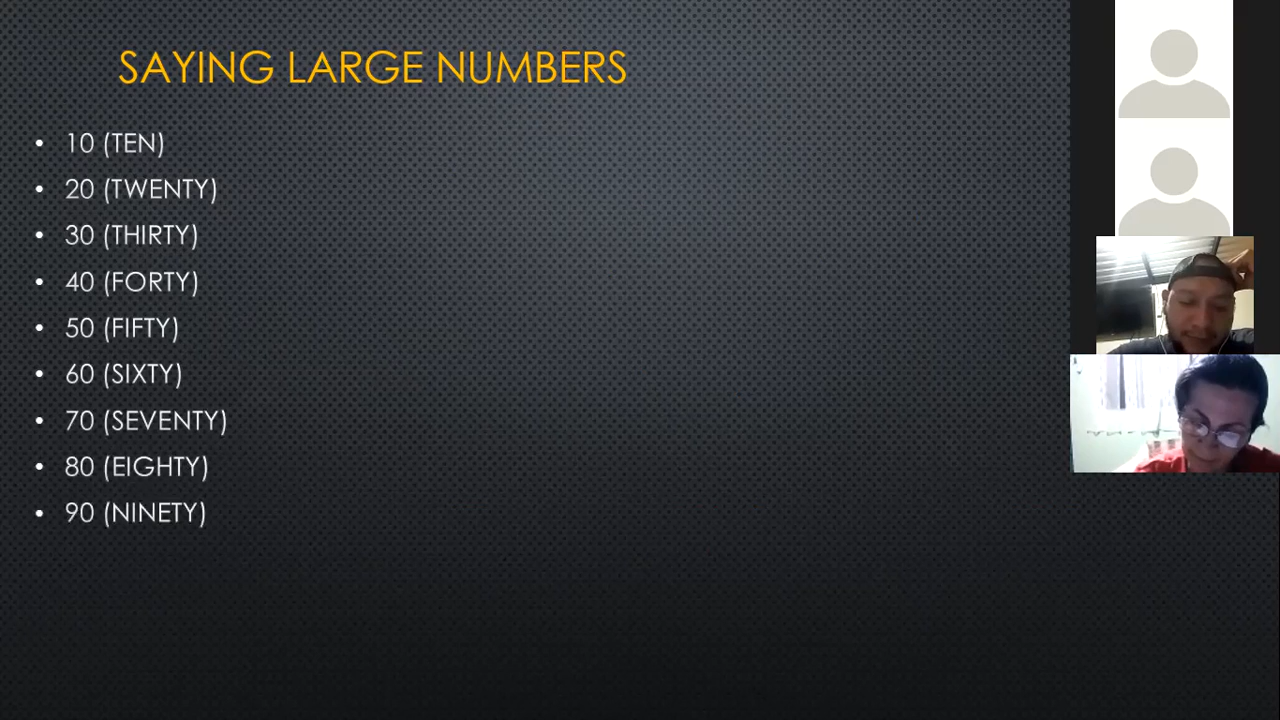 SAYING LARGE NUMBERS
• 10 (TEN)
• 20 (TWENTY)
• 30 (THIRTY)
• 40 (FORTY)
• 50 (FIFTY)
• 60 (SIXTY)
• 70 (SEVENTY)
• 80 (EIGHTY)
• 90 (NINETY)